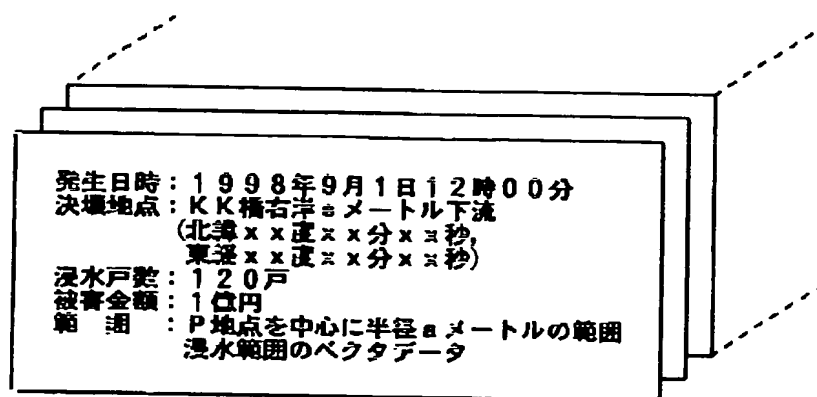 発生日時：1998年9月1日12時00分
決壊地点：KK橋右岸sメートル下流
(北緯xx度xx分xx秒,
東経xx度xx分xx秒)
浸水戸数：120戸
被害金額：1億円
範囲：P地点を中心に半径aメートルの範囲
浸水範囲のベクタデータ